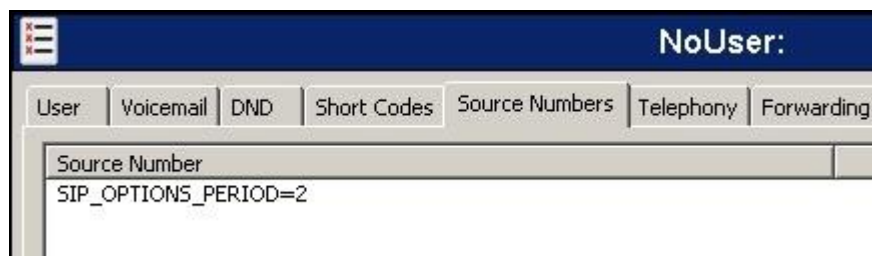 NoUser:
User Voicemail DND Short Codes Source Numbers Telephony Forwarding
Source Number
SIP_OPTIONS_PERIOD=2